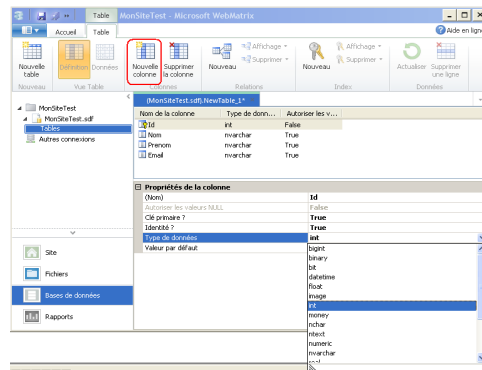 Table MonSiteTest - Microsoft WebMatrix
Accueil Table Aide en ligne
Nouvelle table
Définition Données
Nouvelle colonne
Supprimer la colonne
Nouveau
Affichage
Supprimer
Nouveau
Affichage
Supprimer
Actualiser
Supprimer une ligne
Nouveau Vue Table Colonnes Relations Index Données
MonSiteTest
MonSiteTest.sdf
Tables
Autres connexions
Site
Fichiers
Bases de données
Rapports
(MonSiteTest.sdf).NewTable_1*
Nom de la colonne Type de donn... Autoriser les v...
Id int False
Nom nvarchar True
Prenom nvarchar True
Email nvarchar True
Propriétés de la colonne
(Nom) Id
Autoriser les valeurs NULL False
Clé primaire ? True
Identité ? True
Type de données int
Valeur par défaut
bigint
binary
bit
datetime
float
image
int
money
nchar
ntext
numeric
nvarchar